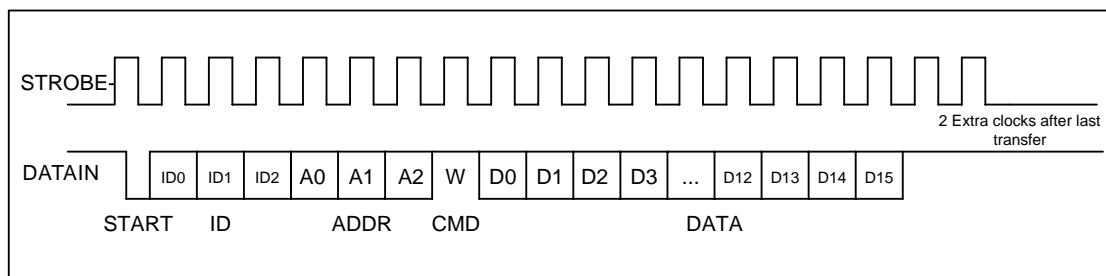 STROBE
2 Extra clocks after last
transfer
DATAIN ID0 ID1 ID2 A0 A1 A2 W D0 D1 D2 D3 ... D12 D13 D14 D15
START ID ADDR CMD DATA